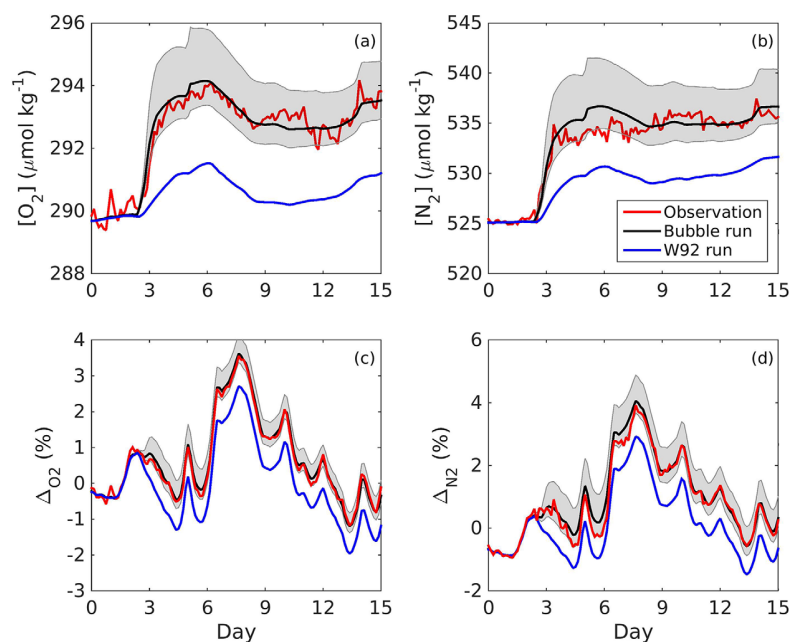 296
294
292
290
288
[O2] (μmol kg-1)
(a)
0 3 6 9 12 15
545
540
535
530
525
520
[N2] (μmol kg-1)
(b)
Observation
Bubble run
W92 run
0 3 6 9 12 15
4
3
2
1
0
-1
-2
-3
ΔO2 (%)
(c)
0 3 6 9 12 15
Day
6
4
2
0
-2
ΔN2 (%)
(d)
0 3 6 9 12 15
Day